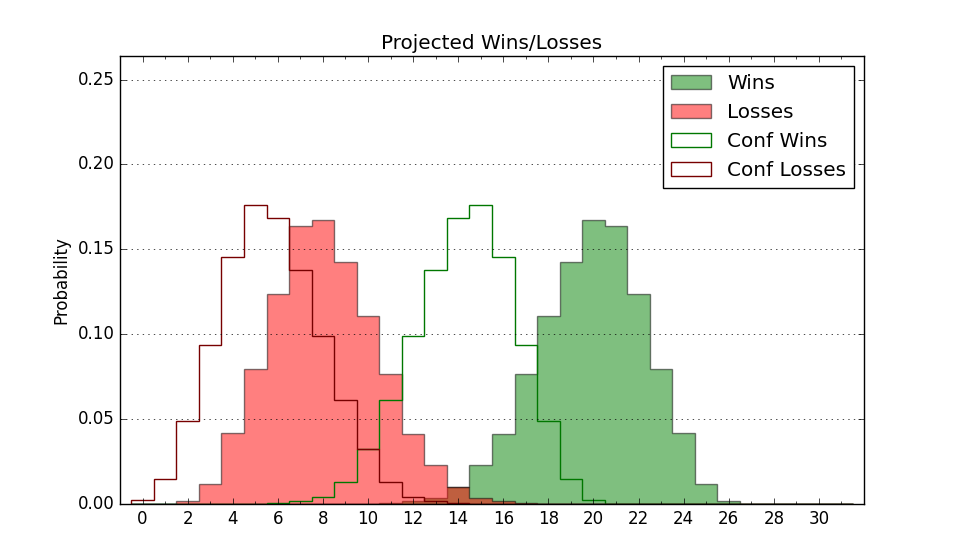 Projected Wins/Losses
0.25
0.20
0.15
0.10
0.05
0.00
Probability
Wins
Losses
Conf Wins
Conf Losses
0 2 4 6 8 10 12 14 16 18 20 22 24 26 28 30